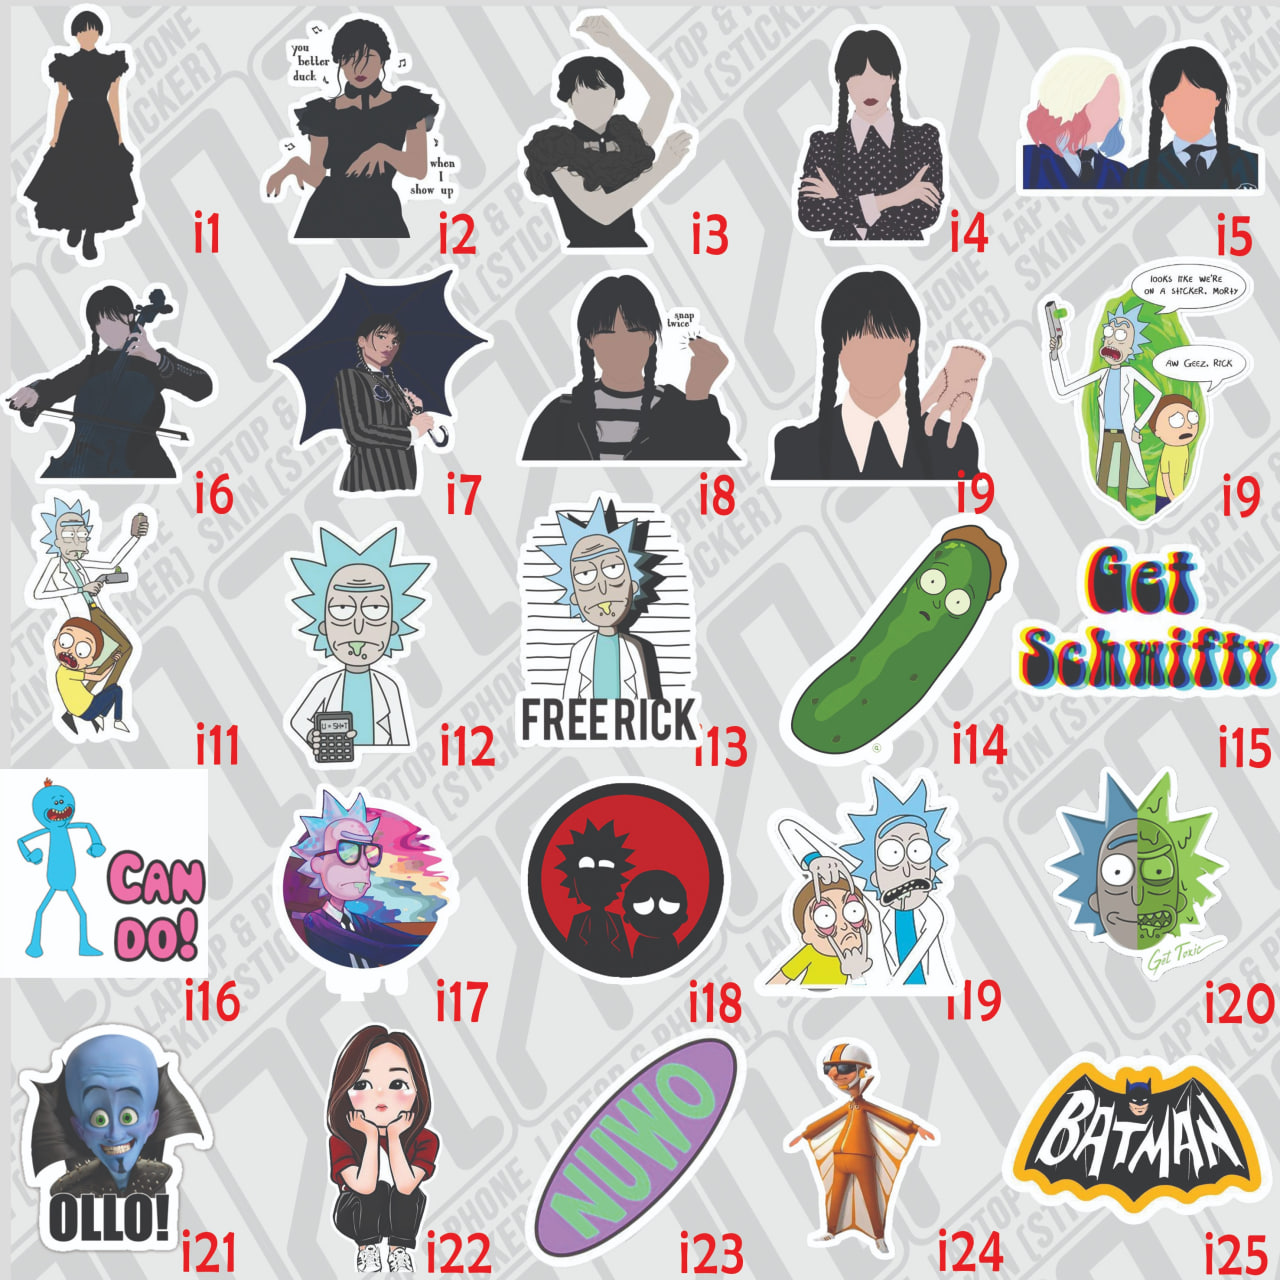 you
better
duck
when
I
show up
i1
i2
i3
i4
i5
snap
twice
LOOKS LIKE WE'RE
ON A STICKER, MORTY
AW GEEZ, RICK
i6
i7
i8
i9
i9
FREE RICK
Get
Schwifty
i11
i12
i13
i14
i15
CAN
DO!
Get Toxic
i16
i17
i18
i19
i20
OLLO!
NUWO
BATMAN
i21
i22
i23
i24
i25
LAPTOP & PHONE
SKIN [STICKER]